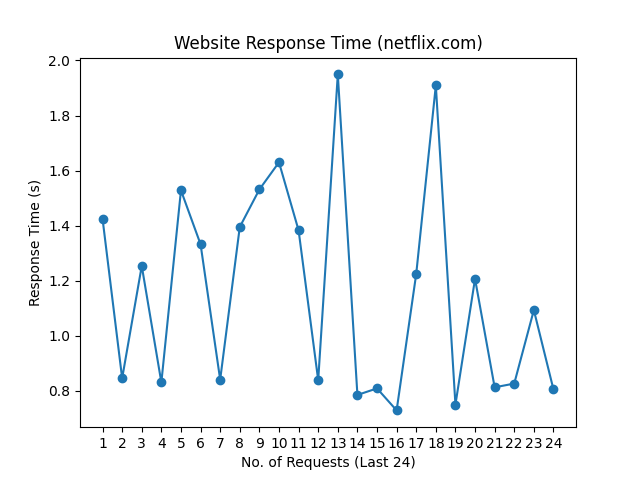 Website Response Time (netflix.com)
2.0
1.8
1.6
1.4
1.2
1.0
0.8
Response Time (s)
1 2 3 4 5 6 7 8 9 10 11 12 13 14 15 16 17 18 19 20 21 22 23 24
No. of Requests (Last 24)